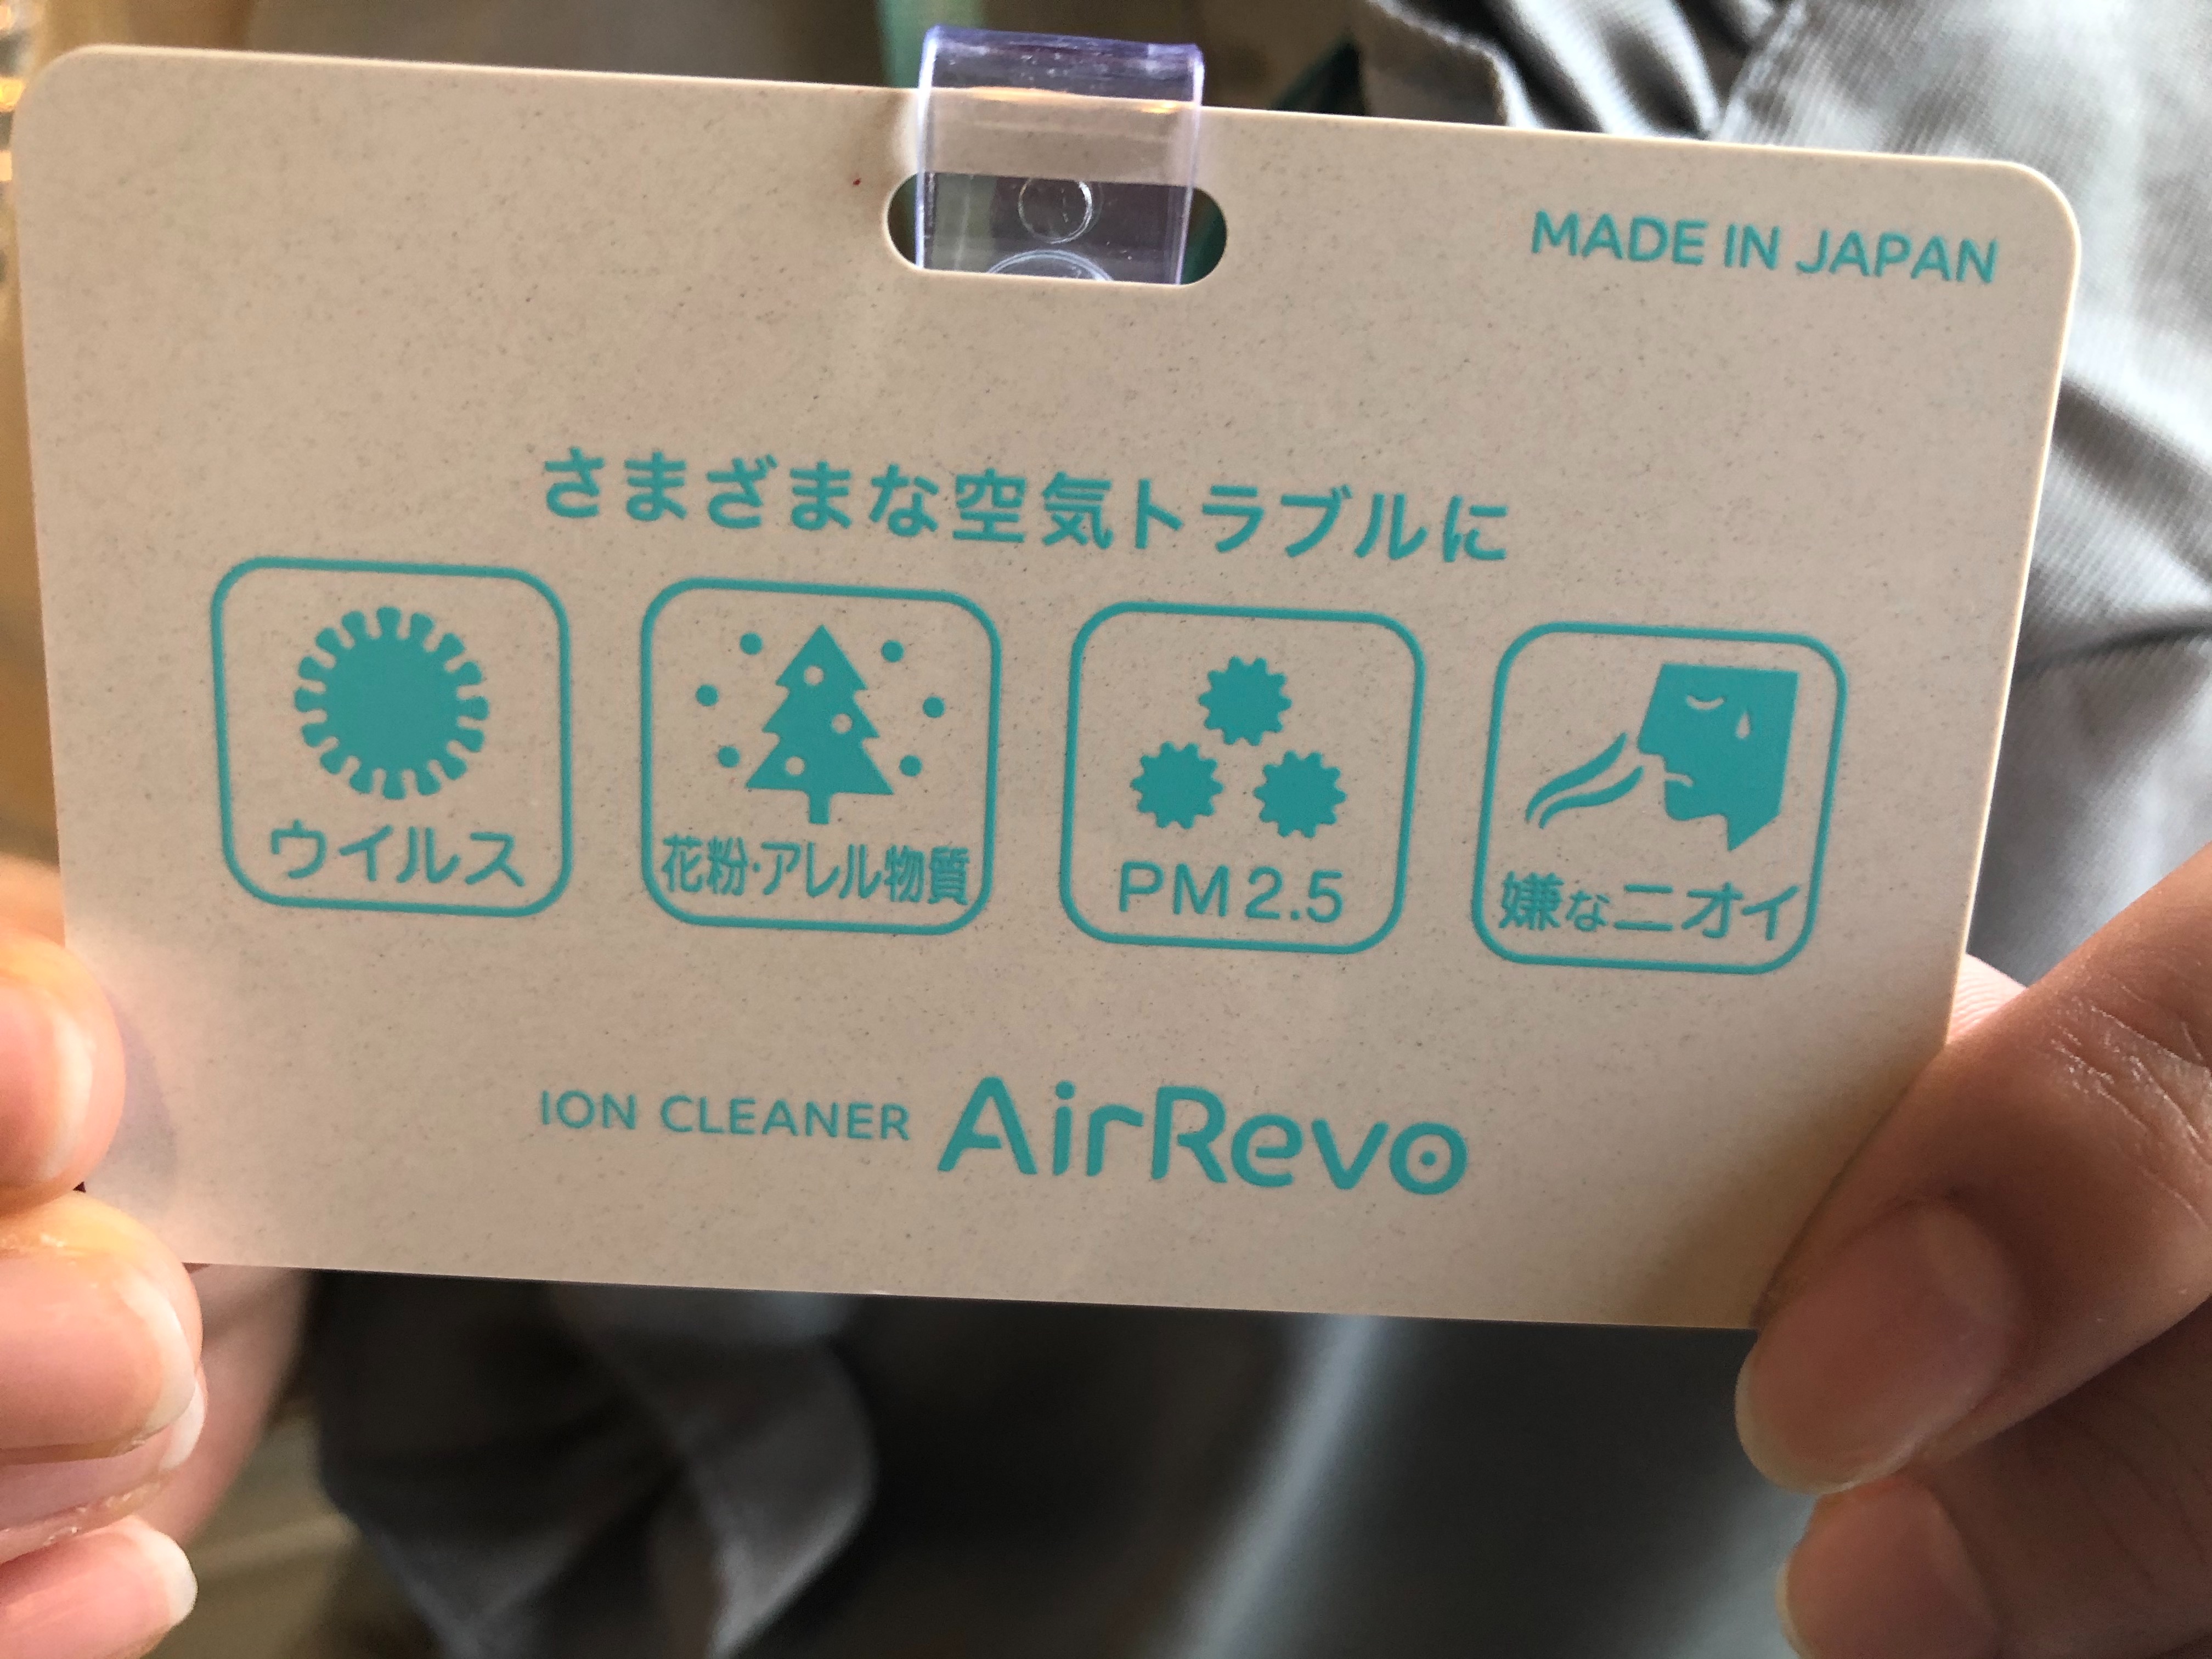 MADE IN JAPAN
さまざまな空気トラブルに
ウイルス
花粉・アレル物質
PM2.5
嫌なニオイ
ION CLEANER AirRevo